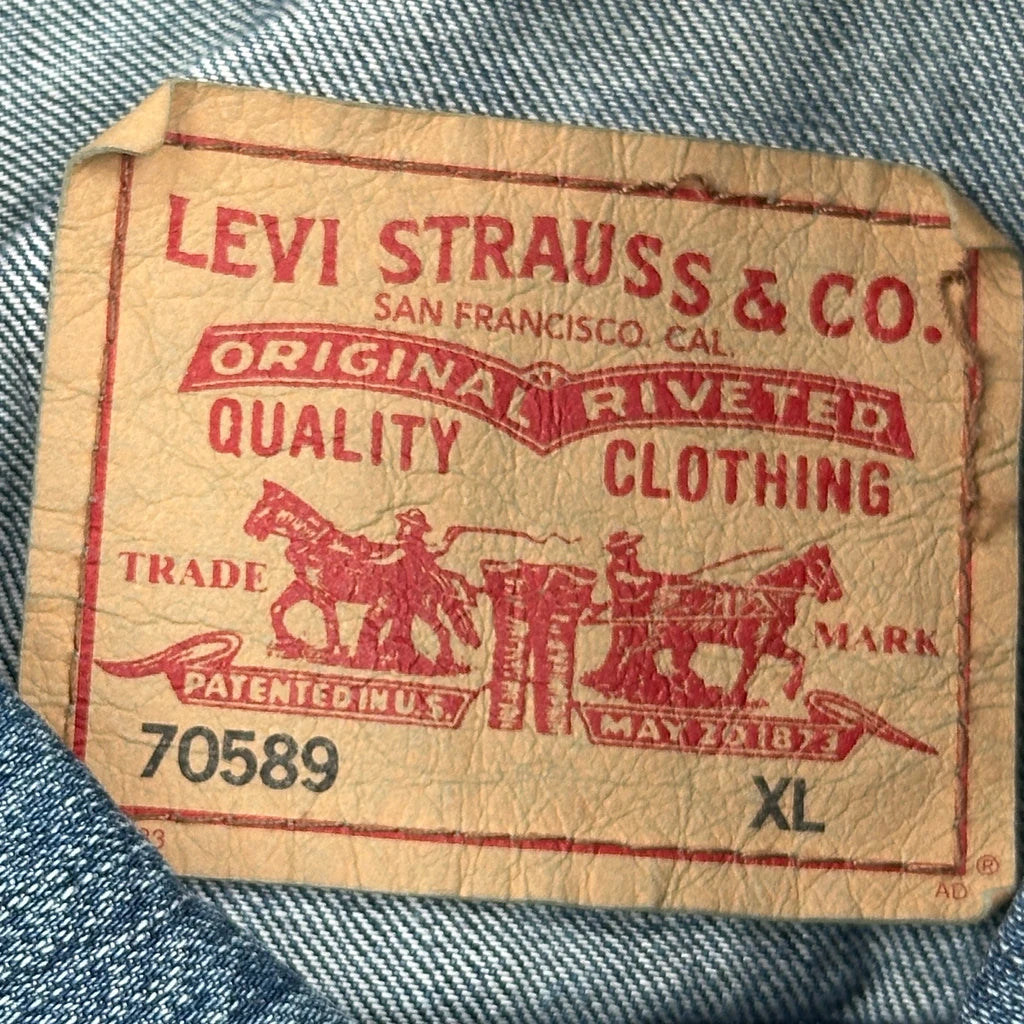 LEVI STRAUSS & CO.
SAN FRANCISCO. CAL.
ORIGINAL RIVETED
QUALITY CLOTHING
TRADE MARK
PATENTED IN U.S. MAY 20 1873
70589 XL
®
AD